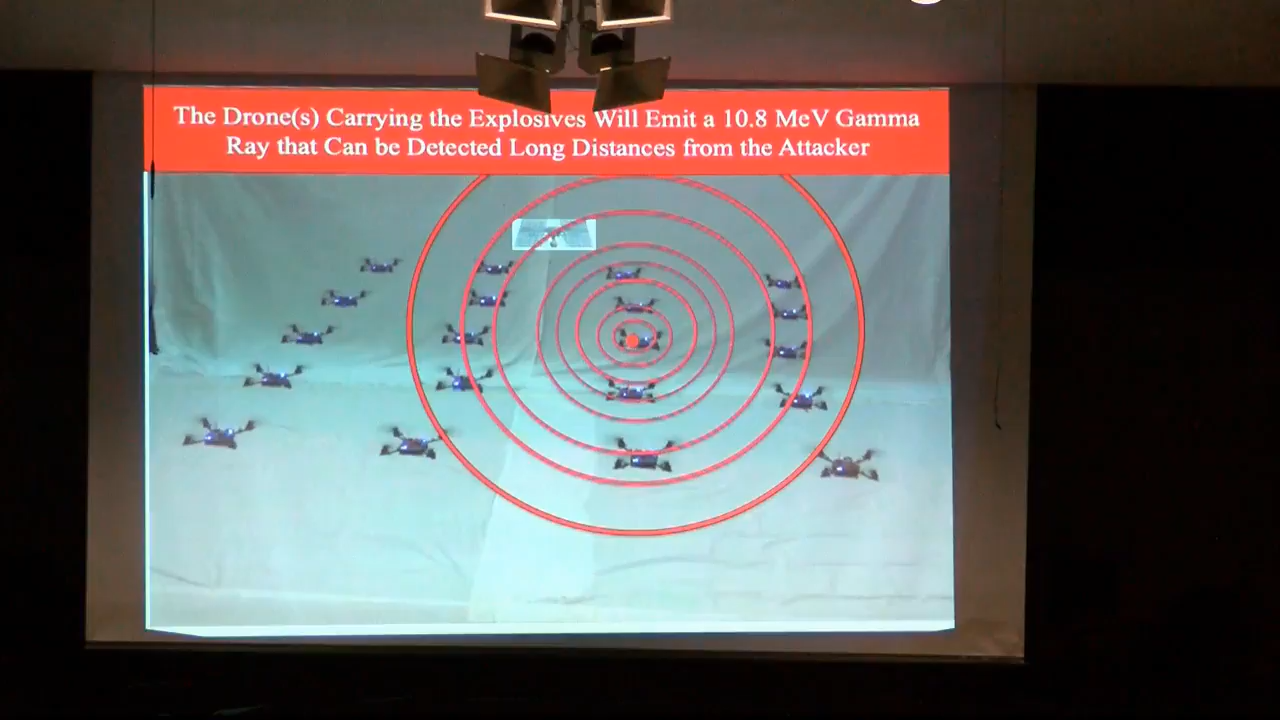 The Drone(s) Carrying the Explosives Will Emit a 10.8 MeV Gamma
Ray that Can be Detected Long Distances from the Attacker